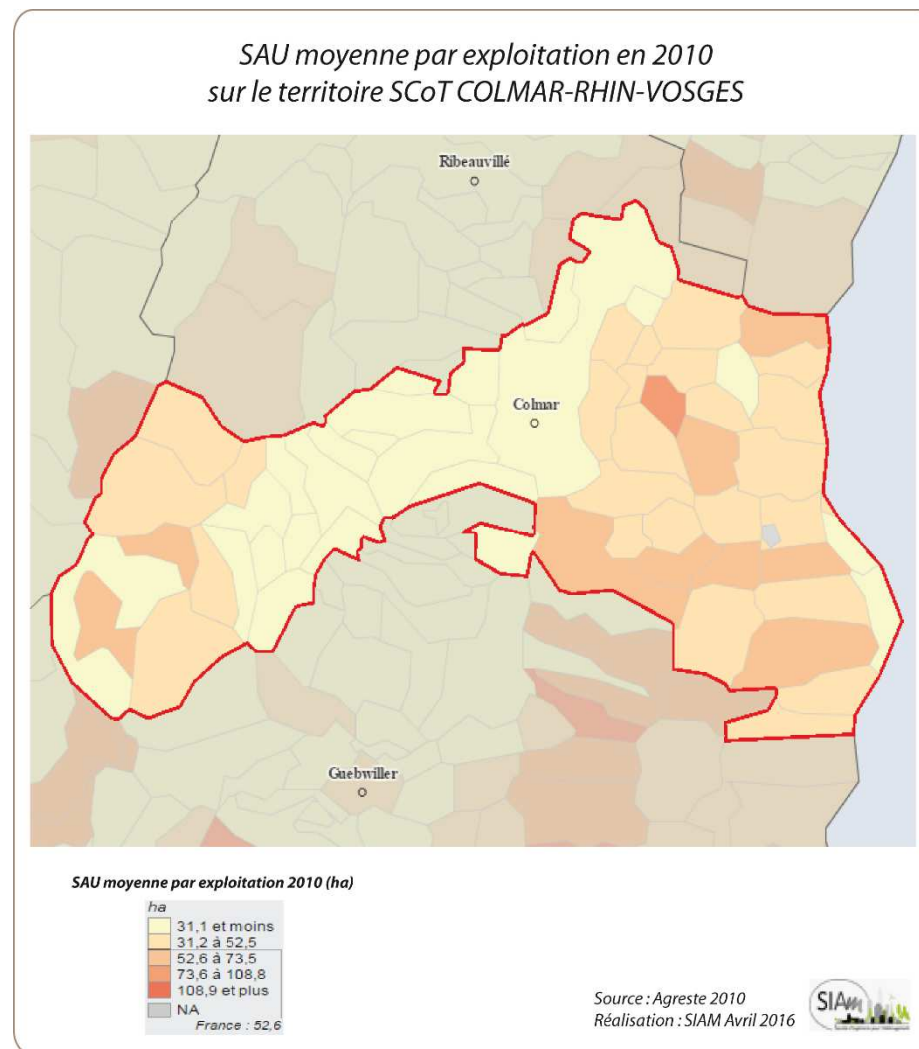 SAU moyenne par exploitation en 2010
sur le territoire SCoT COLMAR-RHIN-VOSGES
Ribeauvillé
Colmar
Guebwiller
SAU moyenne par exploitation 2010 (ha)
ha
31,1 et moins
31,2 à 52,5
52,6 à 73,5
73,6 à 108,8
108,9 et plus
NA
France : 52,6
Source : Agreste 2010
Réalisation : SIAM Avril 2016
SIAm